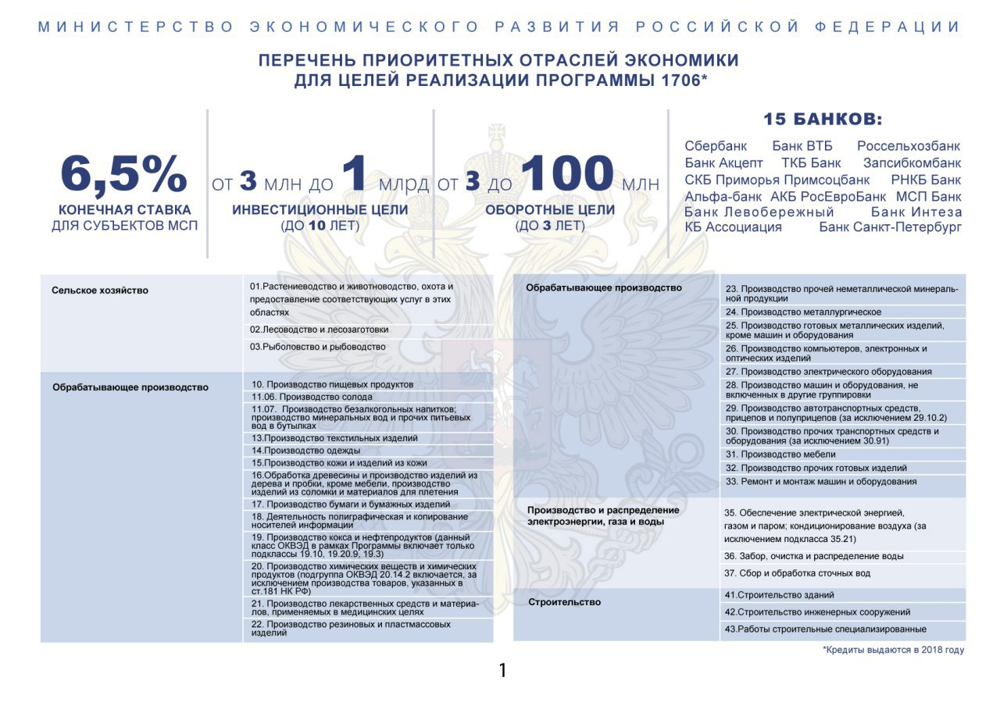 МИНИСТЕРСТВО ЭКОНОМИЧЕСКОГО РАЗВИТИЯ РОССИЙСКОЙ ФЕДЕРАЦИИ
ПЕРЕЧЕНЬ ПРИОРИТЕТНЫХ ОТРАСЛЕЙ ЭКОНОМИКИ
ДЛЯ ЦЕЛЕЙ РЕАЛИЗАЦИИ ПРОГРАММЫ 1706*
6,5%
КОНЕЧНАЯ СТАВКА
ДЛЯ СУБЪЕКТОВ МСП
ОТ 3 МЛН ДО 1 МЛРД
ИНВЕСТИЦИОННЫЕ ЦЕЛИ
(ДО 10 ЛЕТ)
ОТ 3 ДО 100 МЛН
ОБОРОТНЫЕ ЦЕЛИ
(ДО 3 ЛЕТ)
15 БАНКОВ:
Сбербанк Банк ВТБ Россельхозбанк
Банк Акцепт ТКБ Банк Запсибкомбанк
СКБ Приморья Примсоцбанк РНКБ Банк
Альфа-банк АКБ РосЕвроБанк МСП Банк
Банк Левобережный Банк Интеза
КБ Ассоциация Банк Санкт-Петербург
Сельское хозяйство
01.Растениеводство и животноводство, охота и
предоставление соответствующих услуг в этих
областях
02.Лесоводство и лесозаготовки
03.Рыболовство и рыбоводство
Обрабатывающее производство
10. Производство пищевых продуктов
11.06. Производство солода
11.07. Производство безалкогольных напитков;
производство минеральных вод и прочих питьевых
вод в бутылках
13.Производство текстильных изделий
14.Производство одежды
15.Производство кожи и изделий из кожи
16.Обработка древесины и производство изделий из
дерева и пробки, кроме мебели, производство
изделий из соломки и материалов для плетения
17. Производство бумаги и бумажных изделий
18. Деятельность полиграфическая и копирование
носителей информации
19. Производство кокса и нефтепродуктов (данный
класс ОКВЭД в рамках Программы включает только
подклассы 19.10, 19.20.9, 19.3)
20. Производство химических веществ и химических
продуктов (подгруппа ОКВЭД 20.14.2 включается, за
исключением производства товаров, указанных в
ст.181 НК РФ)
21. Производство лекарственных средств и материа-
лов, применяемых в медицинских целях
22. Производство резиновых и пластмассовых
изделий
Обрабатывающее производство
23. Производство прочей неметаллической минераль-
ной продукции
24. Производство металлургическое
25. Производство готовых металлических изделий,
кроме машин и оборудования
26. Производство компьютеров, электронных и
оптических изделий
27. Производство электрического оборудования
28. Производство машин и оборудования, не
включенных в другие группировки
29. Производство автотранспортных средств,
прицепов и полуприцепов (за исключением 29.10.2)
30. Производство прочих транспортных средств и
оборудования (за исключением 30.91)
31. Производство мебели
32. Производство прочих готовых изделий
33. Ремонт и монтаж машин и оборудования
Производство и распределение
электроэнергии, газа и воды
35. Обеспечение электрической энергией,
газом и паром; кондиционирование воздуха (за
исключением подкласса 35.21)
36. Забор, очистка и распределение воды
37. Сбор и обработка сточных вод
Строительство
41.Строительство зданий
42.Строительство инженерных сооружений
43.Работы строительные специализированные
*Кредиты выдаются в 2018 году
1